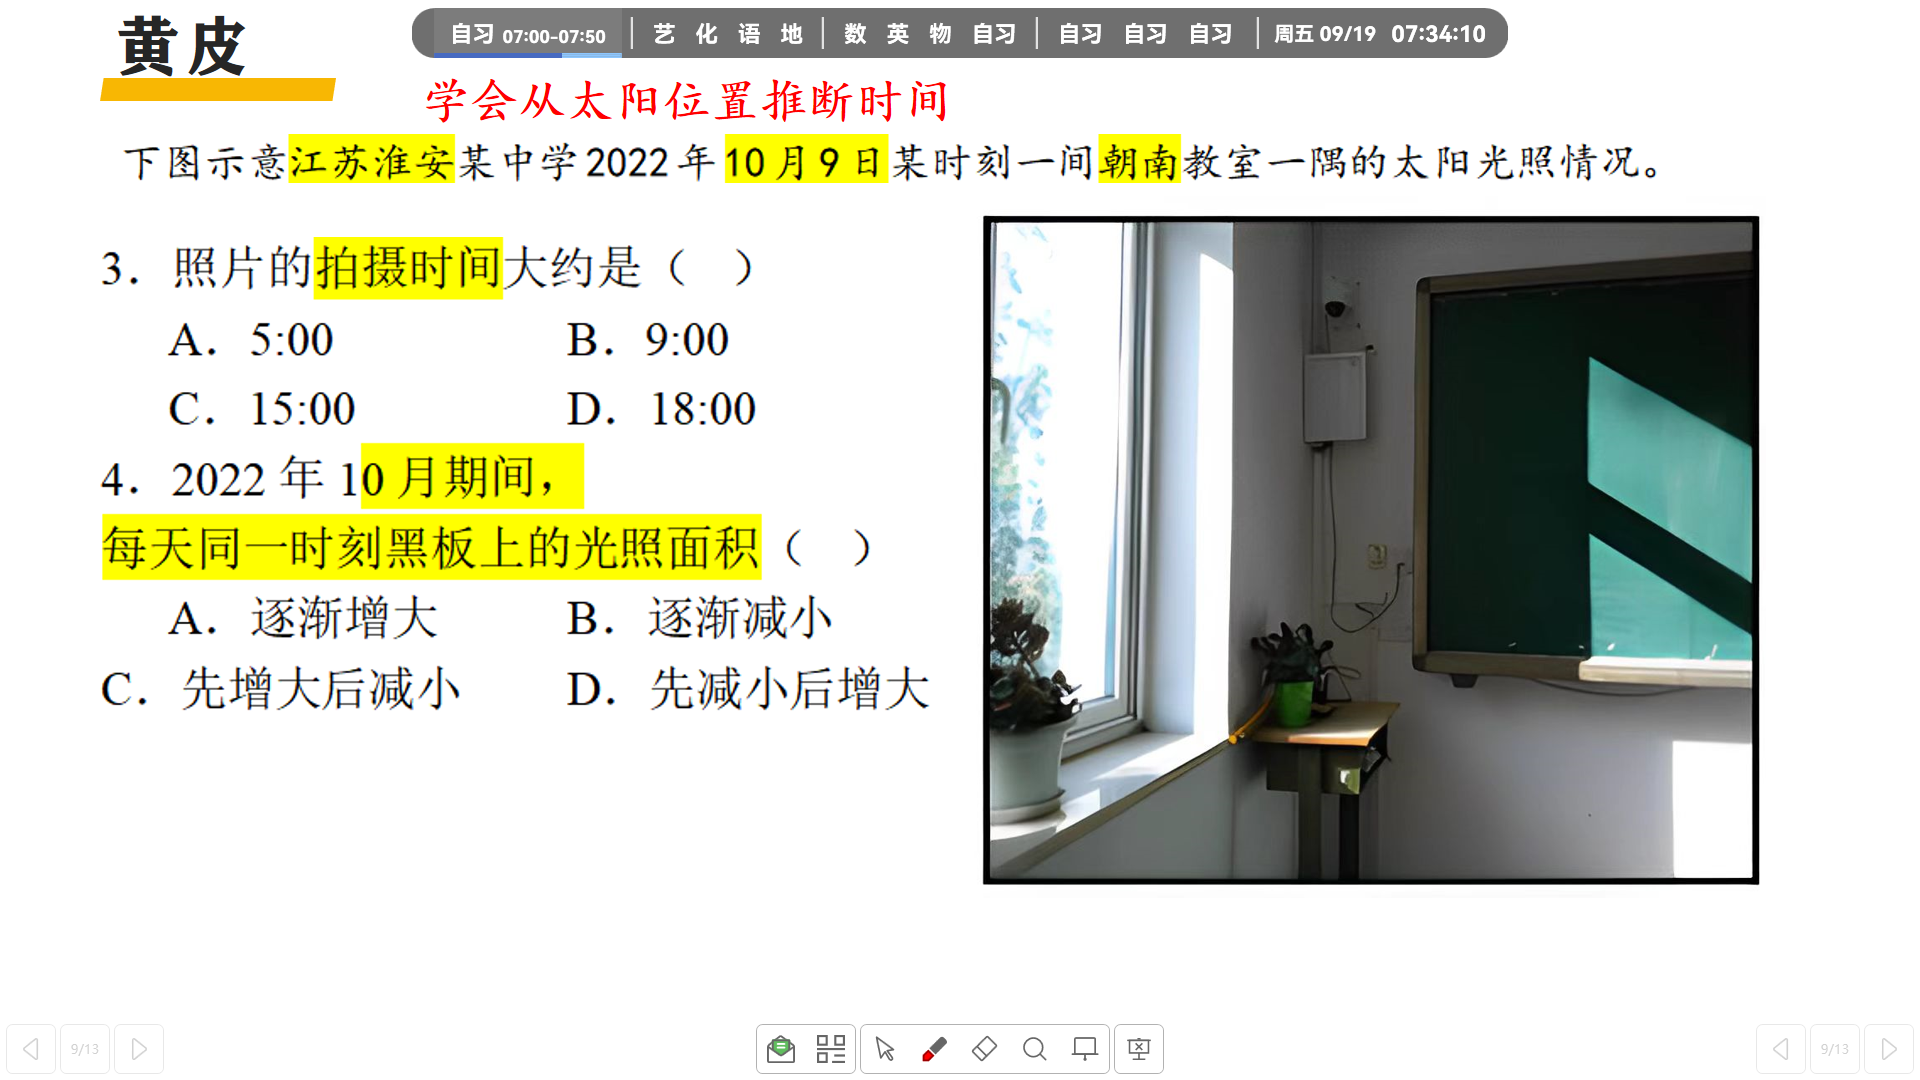 黄皮
自习 07:00-07:50 艺 化 语 地 数 英 物 自习 自习 自习 自习 周五 09/19 07:34:10
学会从太阳位置推断时间
下图示意江苏淮安某中学2022年10月9日某时刻一间朝南教室一隅的太阳光照情况。
3．照片的拍摄时间大约是（ ）
A．5:00 B．9:00
C．15:00 D．18:00
4．2022年10月期间，
每天同一时刻黑板上的光照面积（ ）
A．逐渐增大 B．逐渐减小
C．先增大后减小 D．先减小后增大
9/13 9/13